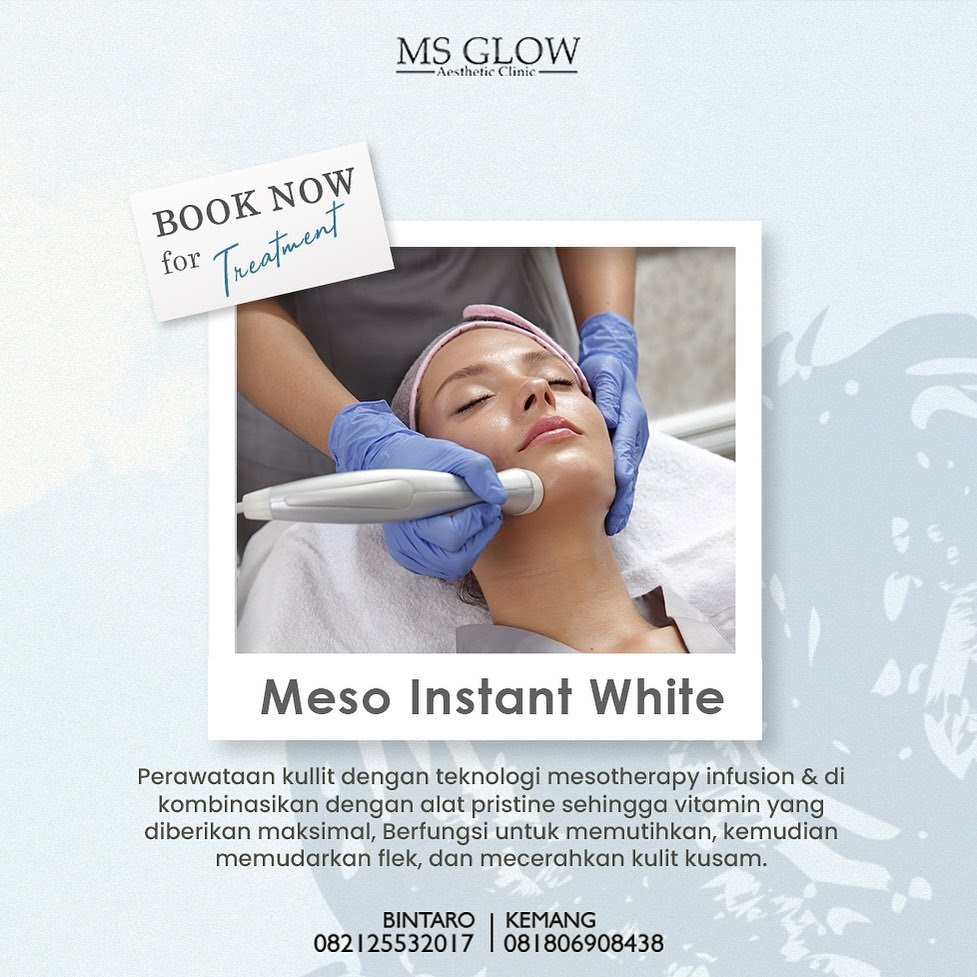 MS GLOW
Aesthetic Clinic
BOOK NOW
for Treatment
Meso Instant White
Perawataan kullit dengan teknologi mesotherapy infusion & di
kombinasikan dengan alat pristine sehingga vitamin yang
diberikan maksimal, Berfungsi untuk memutihkan, kemudian
memudarkan flek, dan mecerahkan kulit kusam.
BINTARO | KEMANG
082125532017 | 081806908438